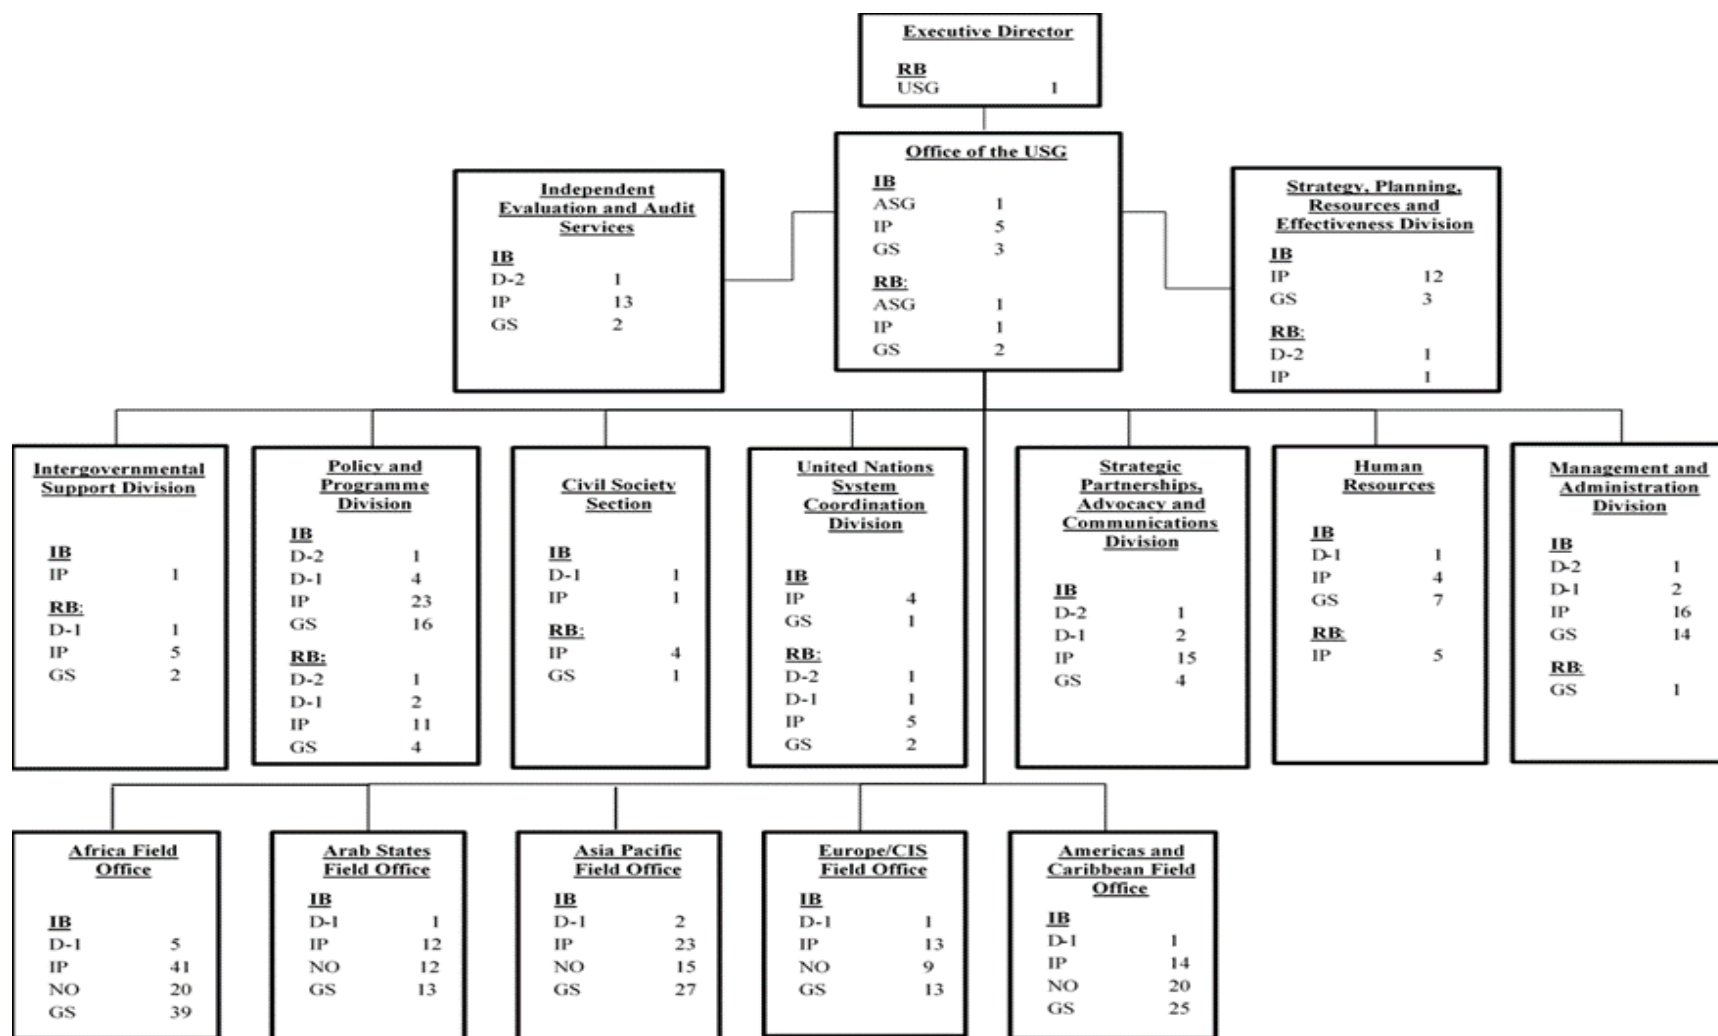 Executive Director
RB
USG 1
Office of the USG
IB
ASG 1
IP 5
GS 3
RB:
ASG 1
IP 1
GS 2
Independent
Evaluation and Audit
Services
IB
D-2 1
IP 13
GS 2
Strategy, Planning,
Resources and
Effectiveness Division
IB
IP 12
GS 3
RB:
D-2 1
IP 1
Intergovernmental
Support Division
IB
IP 1
RB:
D-1 1
IP 5
GS 2
Policy and
Programme
Division
IB
D-2 1
D-1 4
IP 23
GS 16
RB:
D-2 1
D-1 2
IP 11
GS 4
Civil Society
Section
IB
D-1 1
IP 1
RB:
IP 4
GS 1
United Nations
System
Coordination
Division
IB
IP 4
GS 1
RB:
D-2 1
D-1 1
IP 5
GS 2
Strategic
Partnerships,
Advocacy and
Communications
Division
IB
D-2 1
D-1 2
IP 15
GS 4
Human
Resources
IB
D-1 1
IP 4
GS 7
RB:
IP 5
Management and
Administration
Division
IB
D-2 1
D-1 2
IP 16
GS 14
RB:
GS 1
Africa Field
Office
IB
D-1 5
IP 41
NO 20
GS 39
Arab States
Field Office
IB
D-1 1
IP 12
NO 12
GS 13
Asia Pacific
Field Office
IB
D-1 2
IP 23
NO 15
GS 27
Europe/CIS
Field Office
IB
D-1 1
IP 13
NO 9
GS 13
Americas and
Caribbean Field
Office
IB
D-1 1
IP 14
NO 20
GS 25